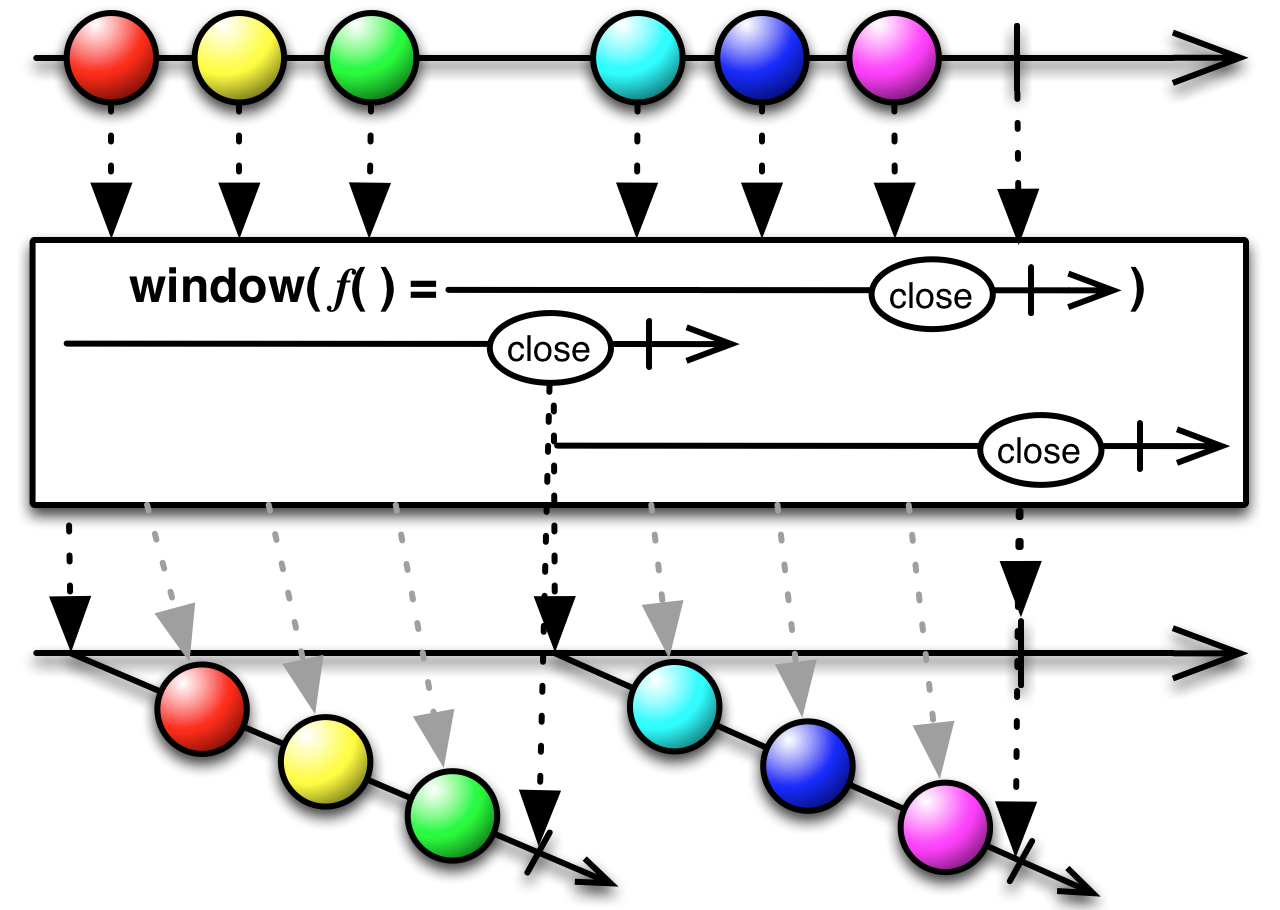 window( f( ) = close )
close
close